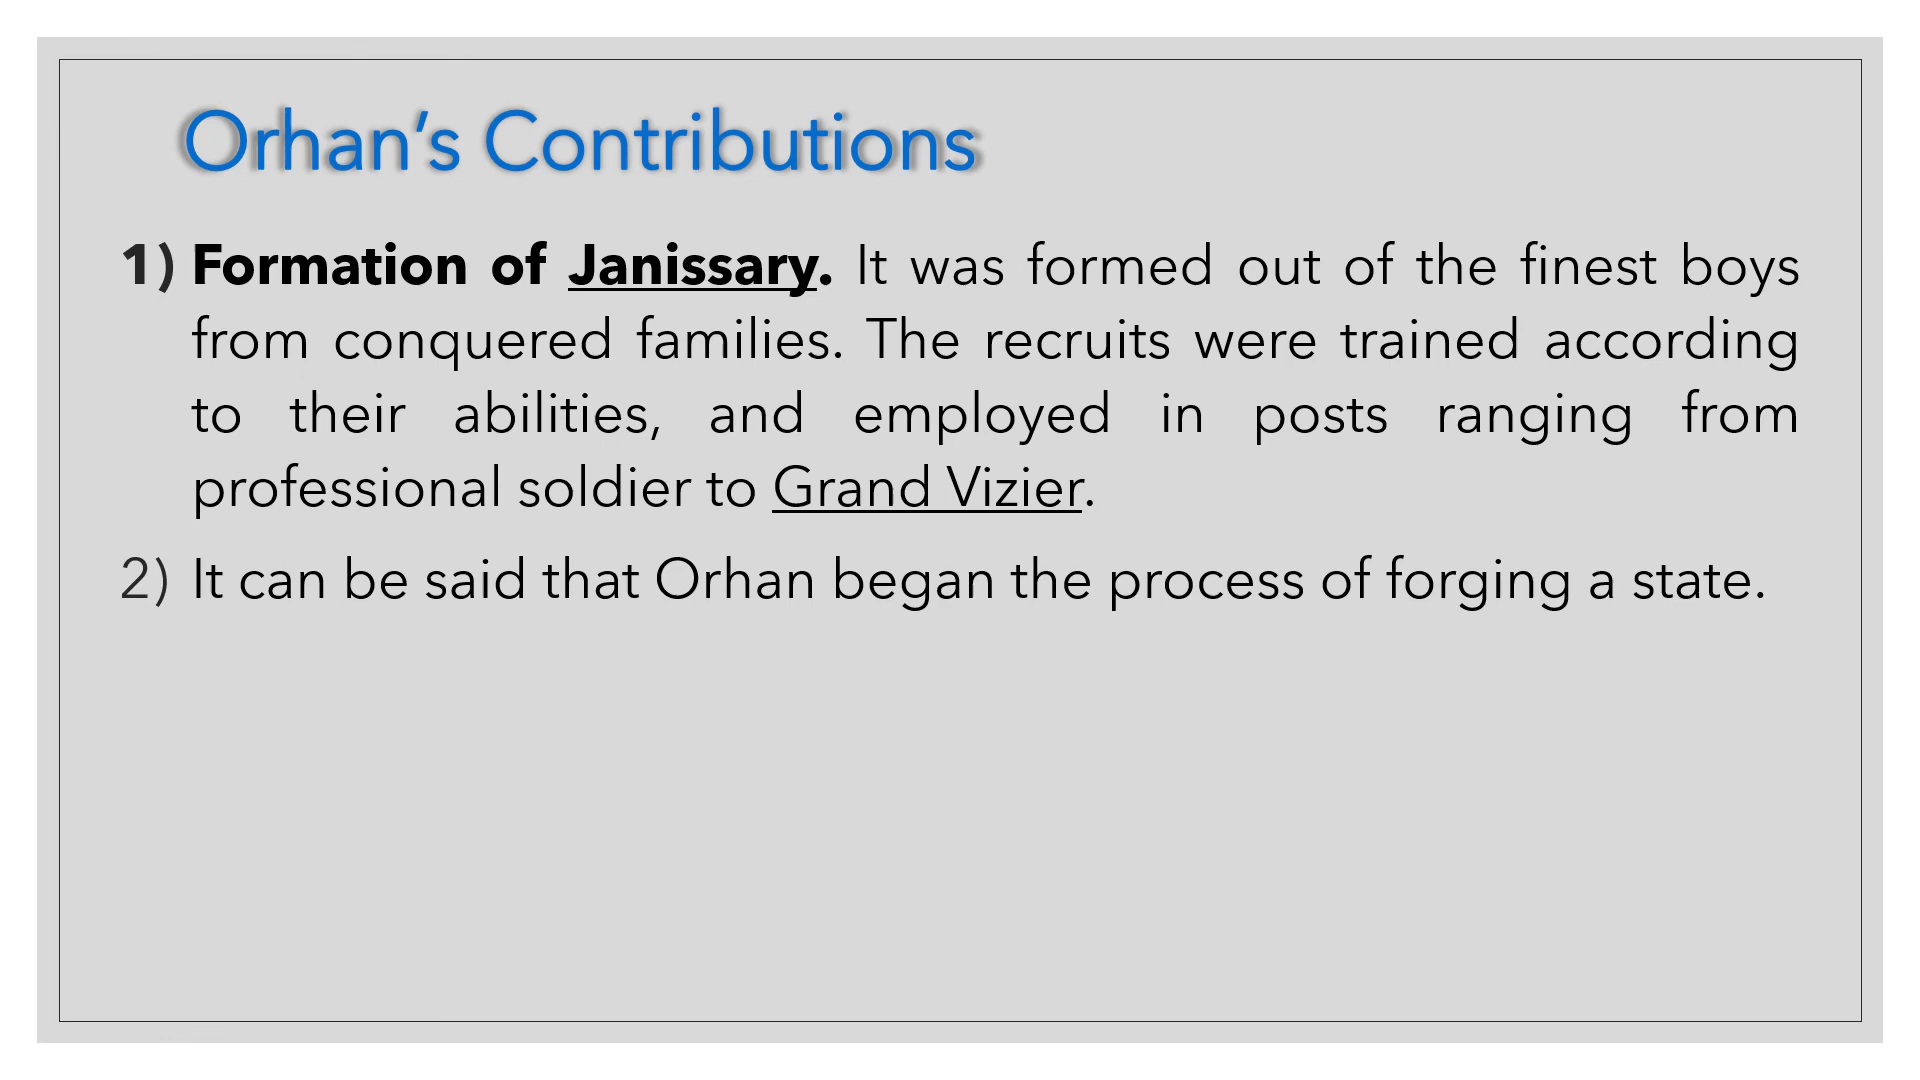 Orhan’s Contributions
1) Formation of Janissary. It was formed out of the finest boys
from conquered families. The recruits were trained according
to their abilities, and employed in posts ranging from
professional soldier to Grand Vizier.
2) It can be said that Orhan began the process of forging a state.